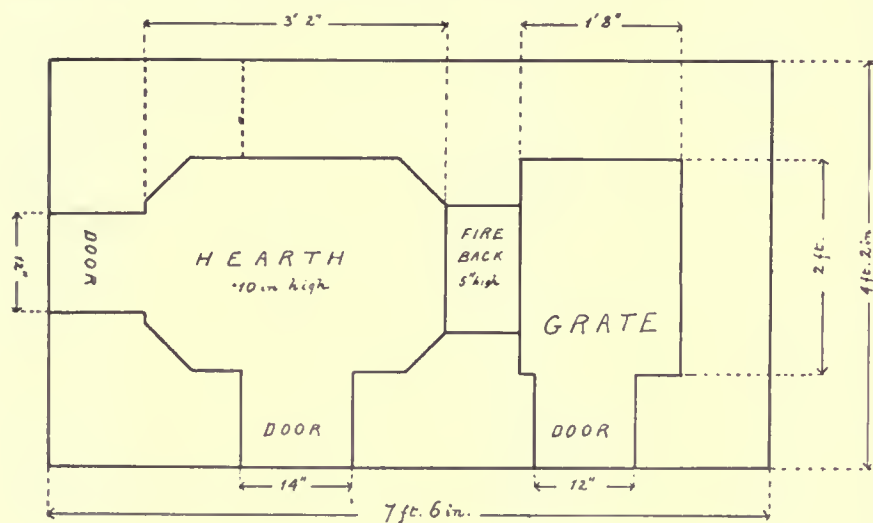 3' 2"
1' 8"
12"
DOOR
HEARTH
10 in high
FIRE
BACK
5" high
GRATE
2 ft.
4 ft. 2 in
DOOR
DOOR
14"
12"
7 ft. 6 in.